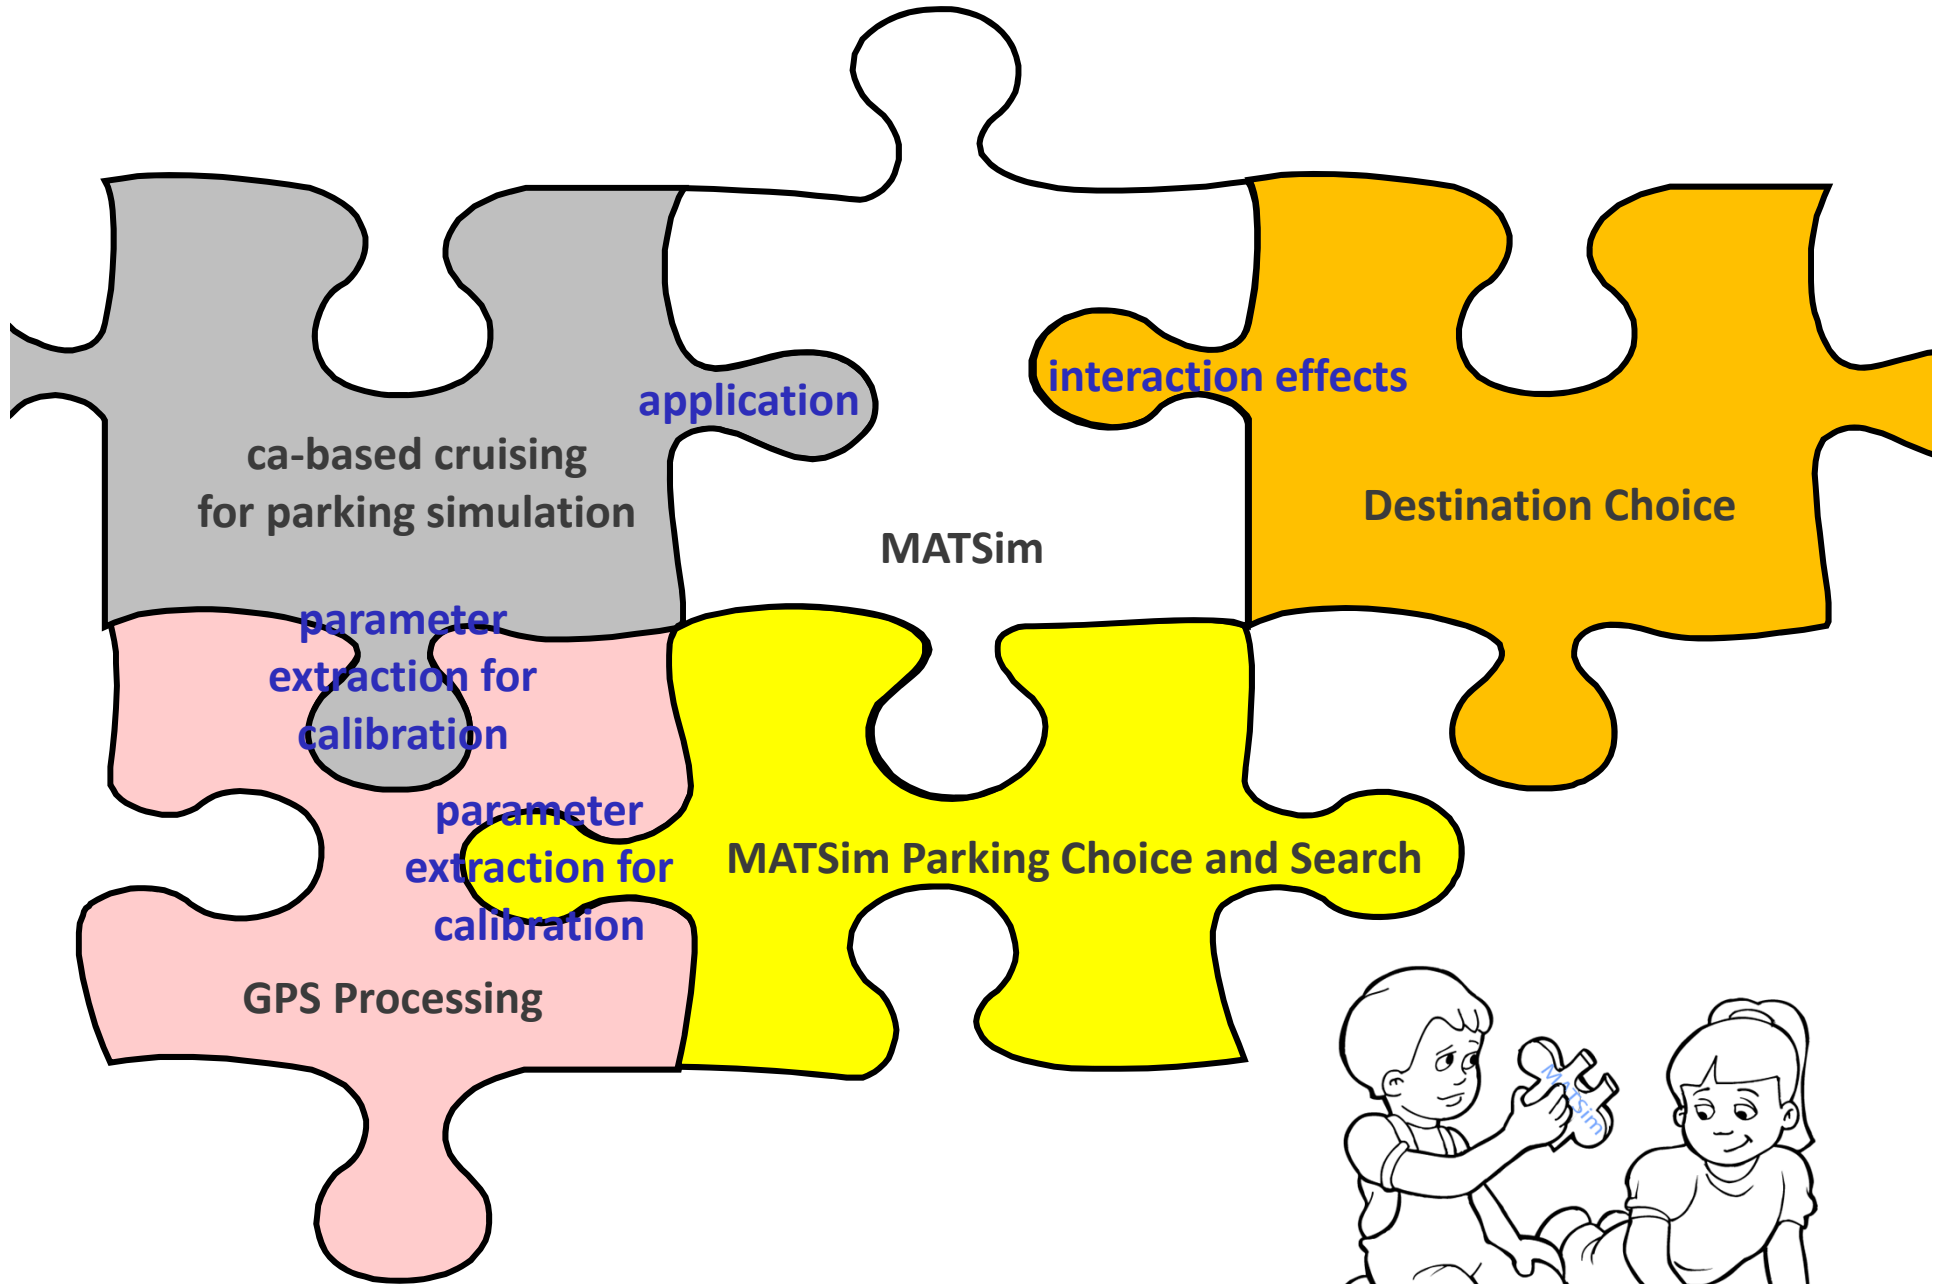 application
interaction effects
ca-based cruising
for parking simulation
MATSim
Destination Choice
parameter
extraction for
calibration
parameter
extraction for
calibration
MATSim Parking Choice and Search
GPS Processing
MATSim